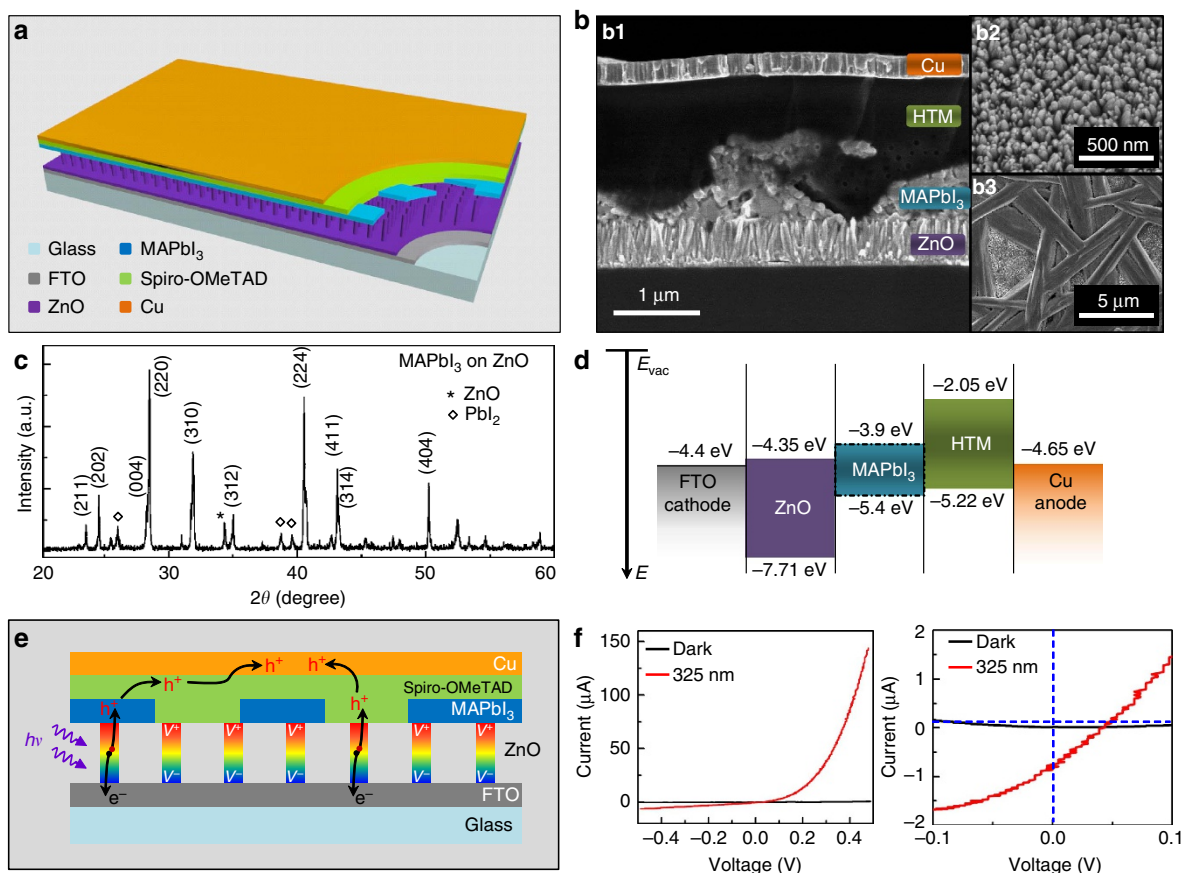 a
Glass
FTO
ZnO
MAPbI3
Spiro-OMeTAD
Cu
b
b1
Cu
HTM
MAPbI3
ZnO
1 μm
b2
500 nm
b3
5 μm
c
MAPbI3 on ZnO
* ZnO
◇ PbI2
Intensity (a.u.)
(211)
(202)
◇
(004)
(220)
(310)
*
(312)
◇◇
(224)
(411)
(314)
(404)
20 30 40 50 60
2θ (degree)
d
Evac
E
−4.4 eV
FTO
cathode
−4.35 eV
ZnO
−7.71 eV
−3.9 eV
MAPbI3
−5.4 eV
−2.05 eV
HTM
−5.22 eV
−4.65 eV
Cu
anode
e
h+ h+ Cu
h+ Spiro-OMeTAD
h+ h+ MAPbI3
hν
V+ V+ V+ V+ V+
ZnO
V− V− V− V− V−
e− e− FTO
Glass
f
Dark
325 nm
Current (μA)
150
100
75
50
25
0
−0.4 −0.2 0.0 0.2 0.4
Voltage (V)
Dark
325 nm
Current (μA)
2
1
0
−1
−2
−0.1 0.0 0.1
Voltage (V)